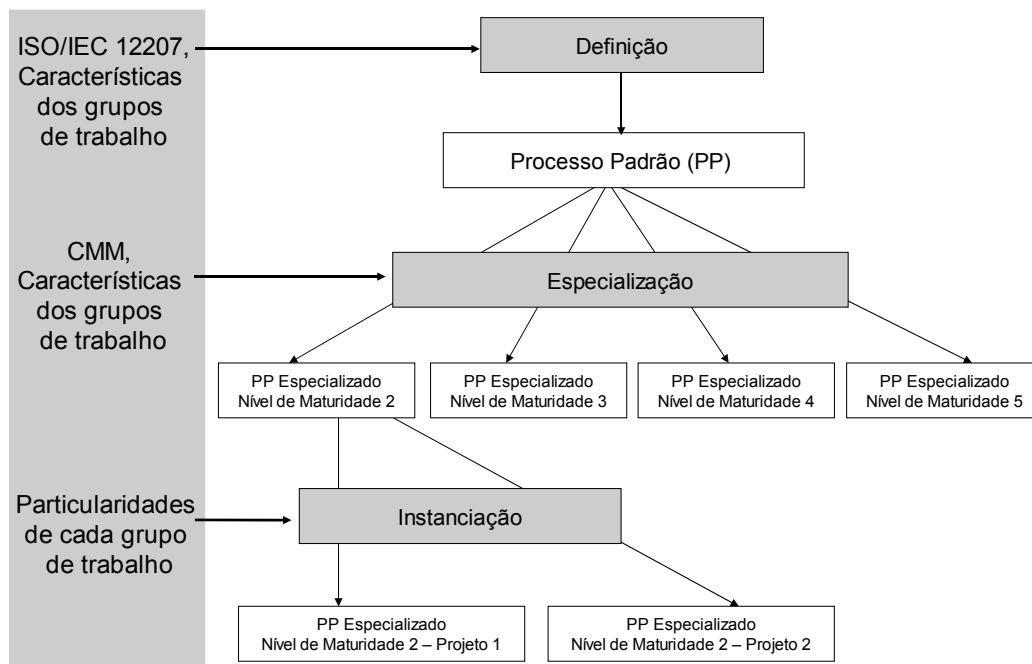 ISO/IEC 12207,
Características
dos grupos
de trabalho
Definição
Processo Padrão (PP)
CMM,
Características
dos grupos
de trabalho
Especialização
PP Especializado
Nível de Maturidade 2
PP Especializado
Nível de Maturidade 3
PP Especializado
Nível de Maturidade 4
PP Especializado
Nível de Maturidade 5
Particularidades
de cada grupo
de trabalho
Instanciação
PP Especializado
Nível de Maturidade 2 – Projeto 1
PP Especializado
Nível de Maturidade 2 – Projeto 2